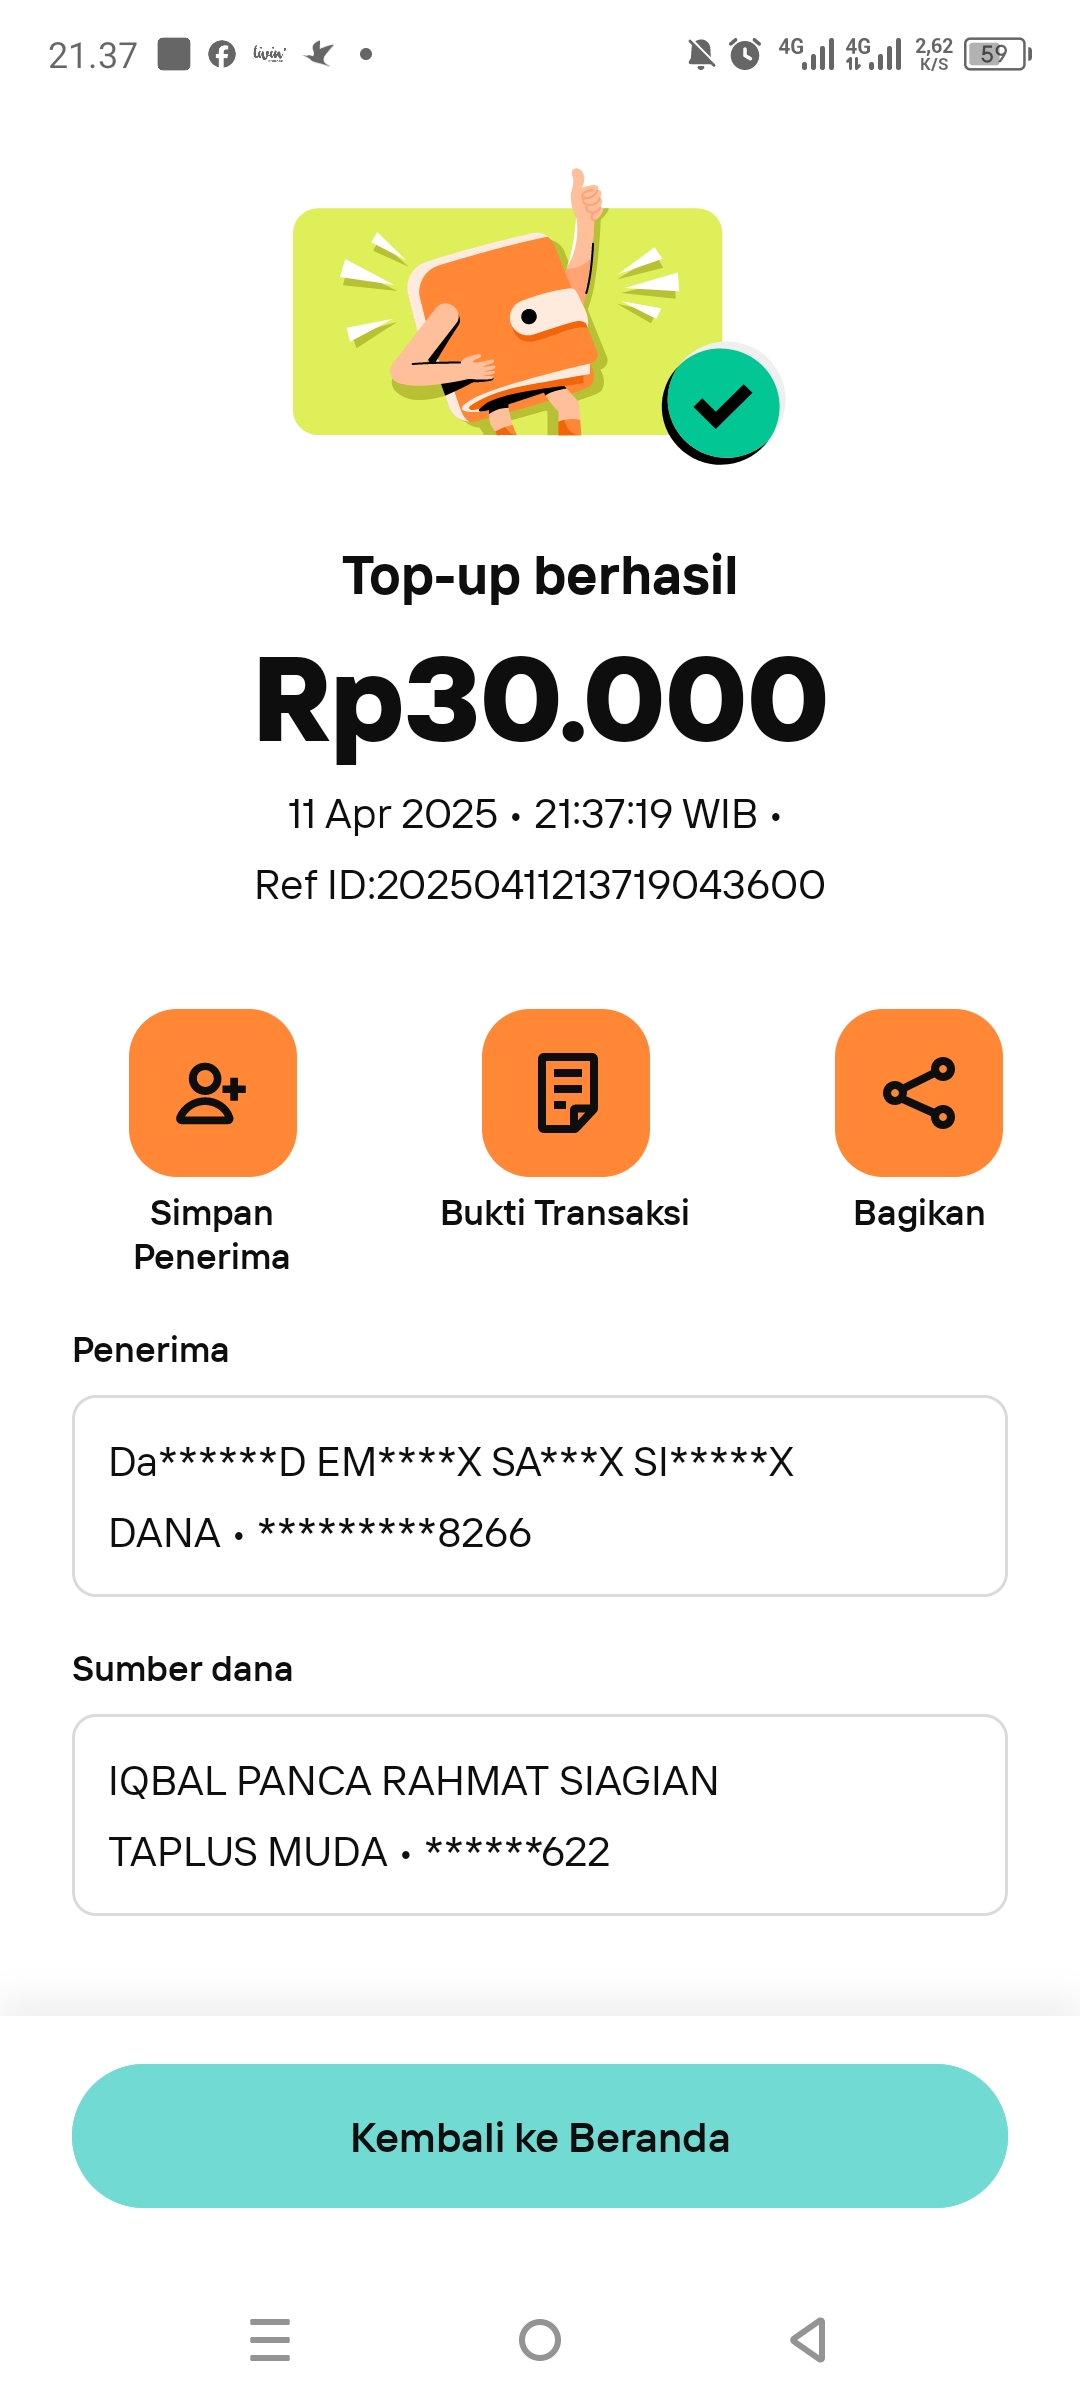 21.37
livin'
4G
4G
2,62
K/S
59
Top-up berhasil
Rp30.000
11 Apr 2025 • 21:37:19 WIB •
Ref ID:20250411213719043600
Simpan
Penerima
Bukti Transaksi
Bagikan
Penerima
Da******D EM****X SA***X SI*****X
DANA • *********8266
Sumber dana
IQBAL PANCA RAHMAT SIAGIAN
TAPLUS MUDA • ******622
Kembali ke Beranda